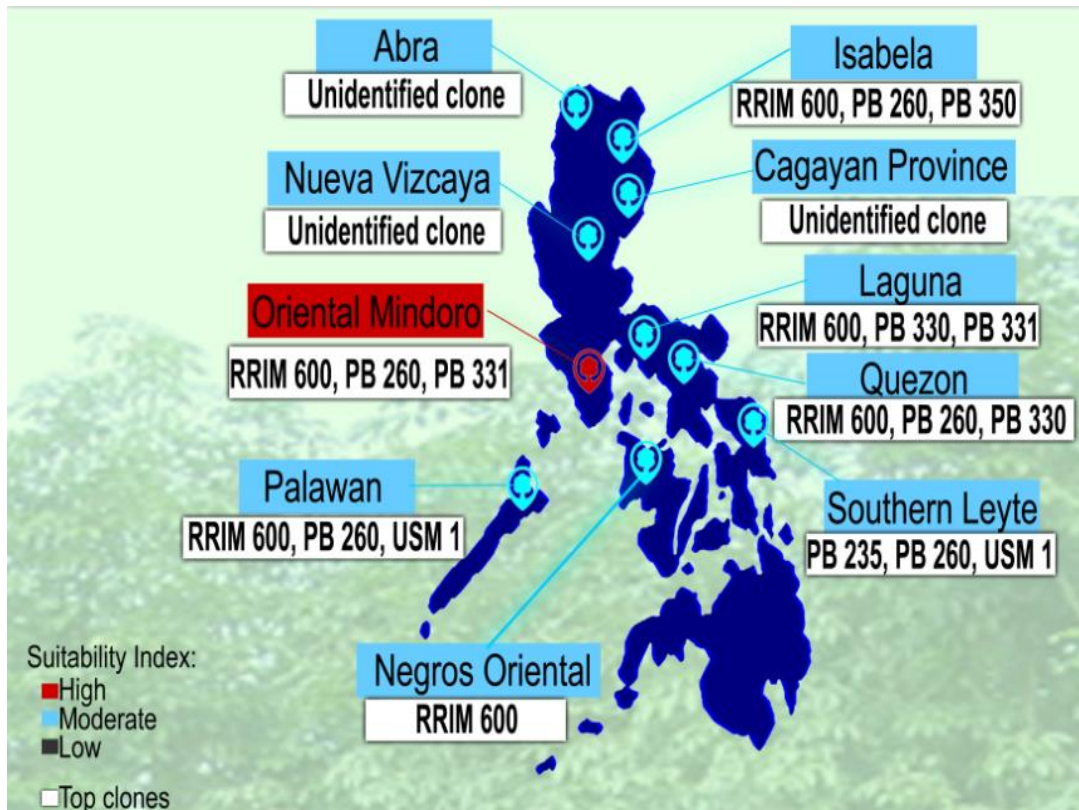 Abra
Unidentified clone
Isabela
RRIM 600, PB 260, PB 350
Nueva Vizcaya
Unidentified clone
Cagayan Province
Unidentified clone
Oriental Mindoro
RRIM 600, PB 260, PB 331
Laguna
RRIM 600, PB 330, PB 331
Quezon
RRIM 600, PB 260, PB 330
Palawan
RRIM 600, PB 260, USM 1
Southern Leyte
PB 235, PB 260, USM 1
Negros Oriental
RRIM 600
Suitability Index:
High
Moderate
Low
Top clones